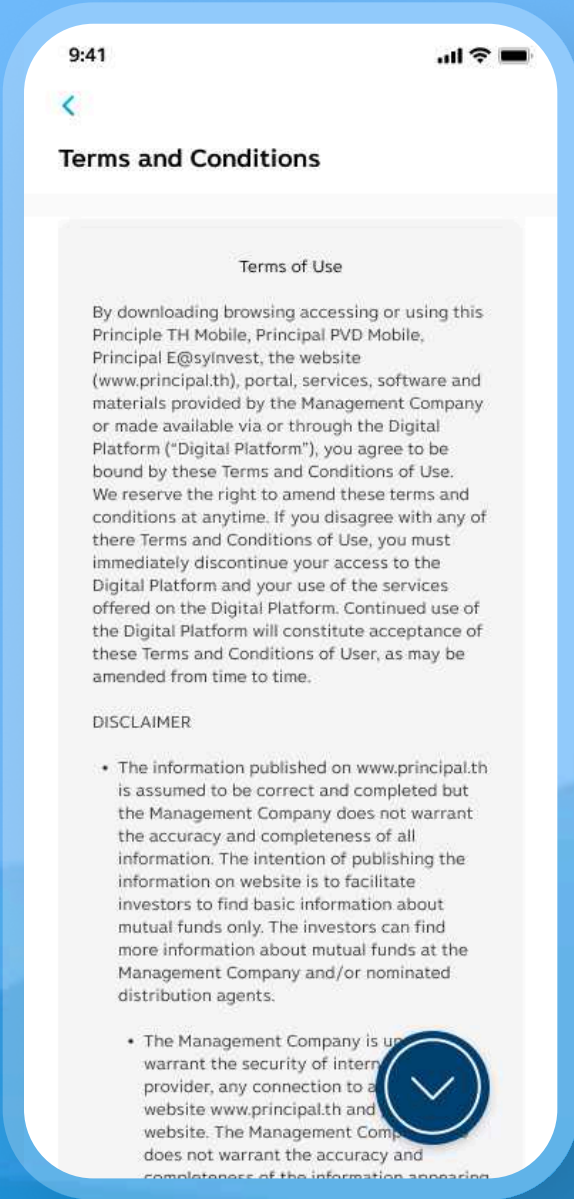 9:41
Terms and Conditions
Terms of Use
By downloading browsing accessing or using this
Principle TH Mobile, Principal PVD Mobile,
Principal E@syInvest, the website
(www.principal.th), portal, services, software and
materials provided by the Management Company
or made available via or through the Digital
Platform (“Digital Platform”), you agree to be
bound by these Terms and Conditions of Use.
We reserve the right to amend these terms and
conditions at anytime. If you disagree with any of
there Terms and Conditions of Use, you must
immediately discontinue your access to the
Digital Platform and your use of the services
offered on the Digital Platform. Continued use of
the Digital Platform will constitute acceptance of
these Terms and Conditions of User, as may be
amended from time to time.
DISCLAIMER
• The information published on www.principal.th
is assumed to be correct and completed but
the Management Company does not warrant
the accuracy and completeness of all
information. The intention of publishing the
information on website is to facilitate
investors to find basic information about
mutual funds only. The investors can find
more information about mutual funds at the
Management Company and/or nominated
distribution agents.
• The Management Company is
warrant the security of
provider, any connection to
website www.principal.th and
website. The Management
does not warrant the accuracy and
completeness of the information appearing